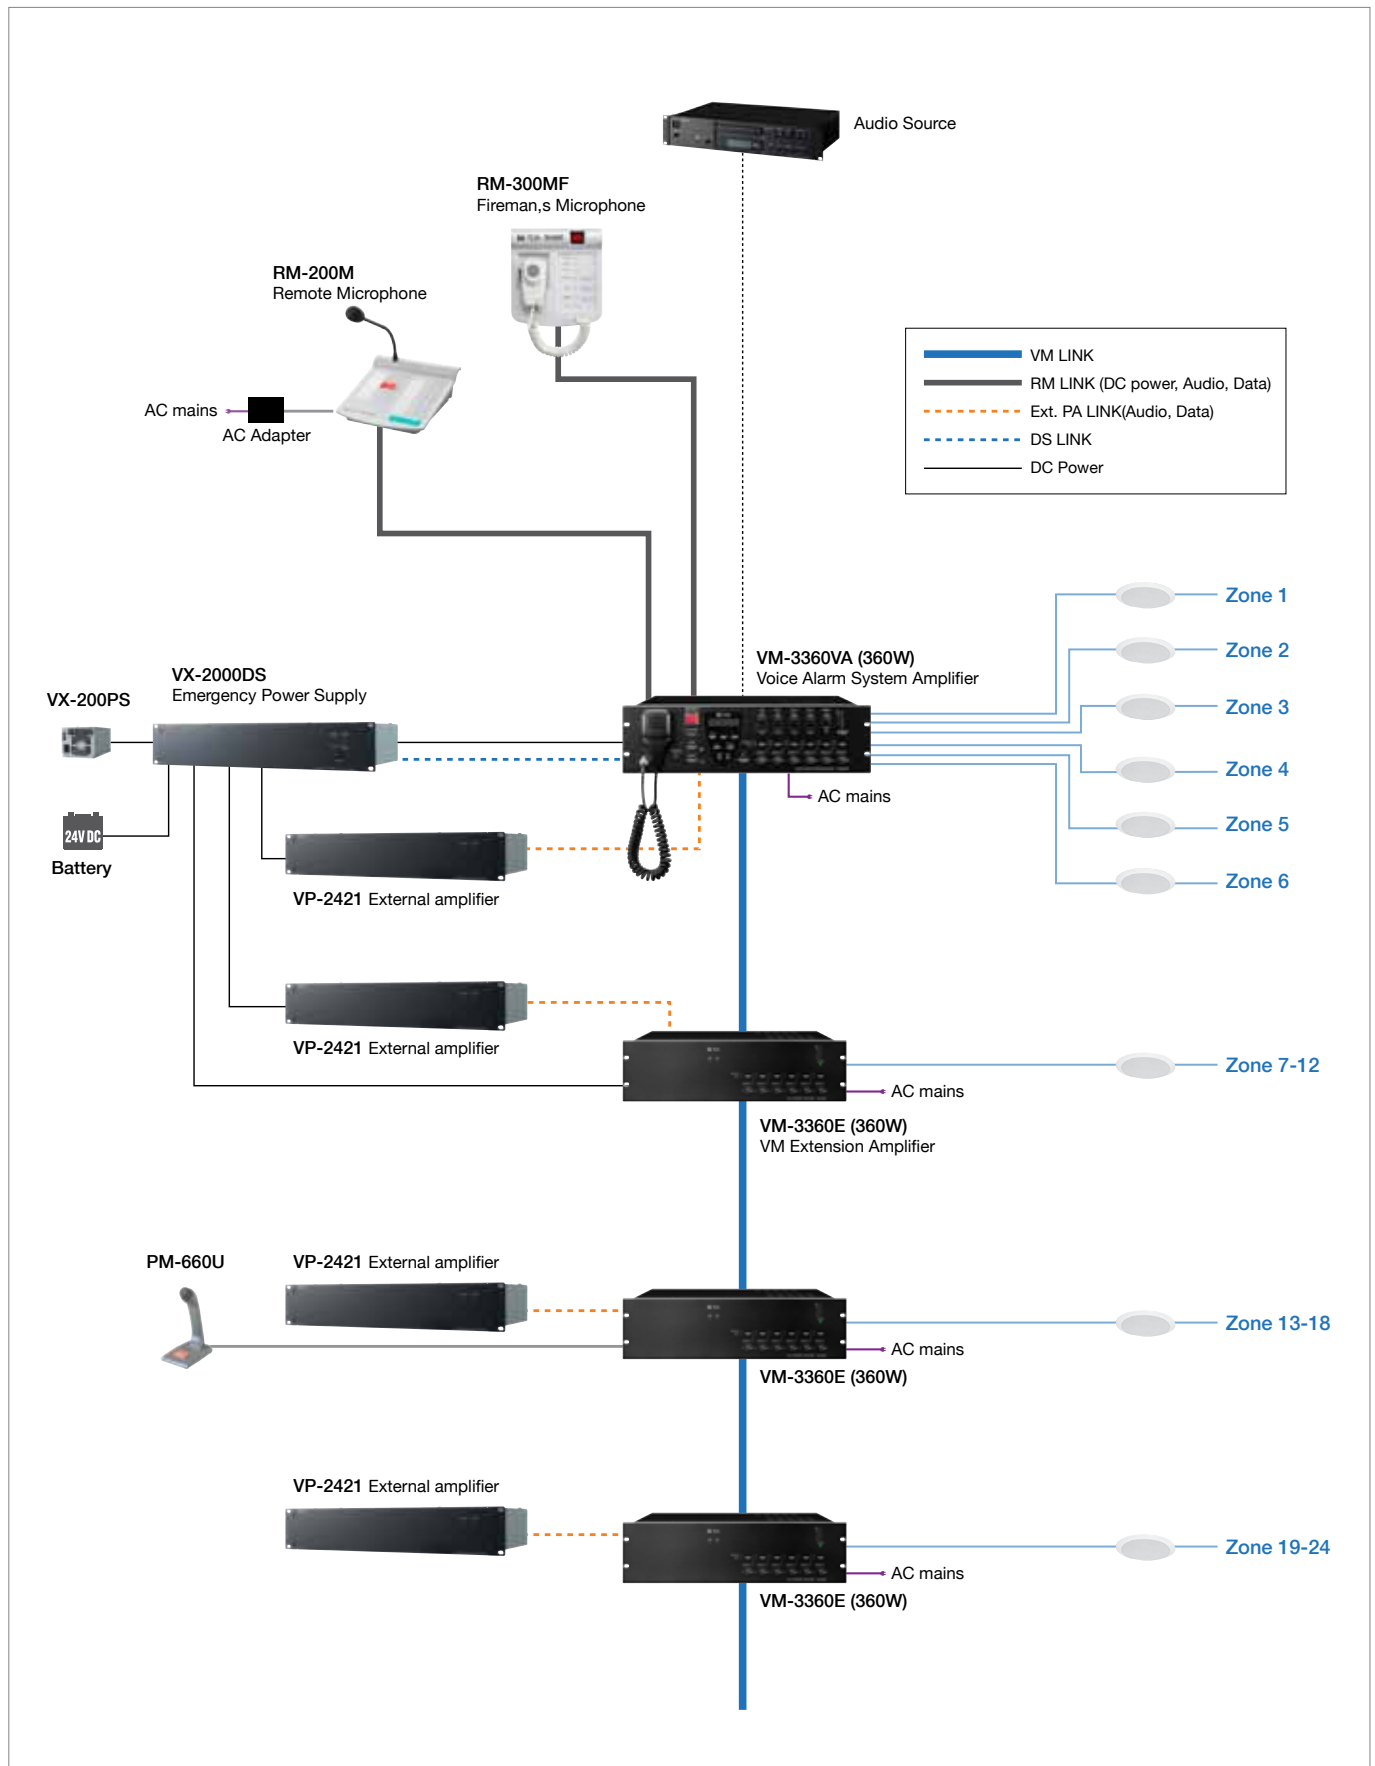 Audio Source
RM-300MF
Fireman,s Microphone
RM-200M
Remote Microphone
AC mains
AC Adapter
VM LINK
RM LINK (DC power, Audio, Data)
Ext. PA LINK(Audio, Data)
DS LINK
DC Power
Zone 1
Zone 2
Zone 3
Zone 4
Zone 5
Zone 6
VM-3360VA (360W)
Voice Alarm System Amplifier
VX-2000DS
Emergency Power Supply
VX-200PS
AC mains
24V DC
Battery
VP-2421 External amplifier
VP-2421 External amplifier
Zone 7-12
AC mains
VM-3360E (360W)
VM Extension Amplifier
PM-660U
VP-2421 External amplifier
Zone 13-18
AC mains
VM-3360E (360W)
VP-2421 External amplifier
Zone 19-24
AC mains
VM-3360E (360W)